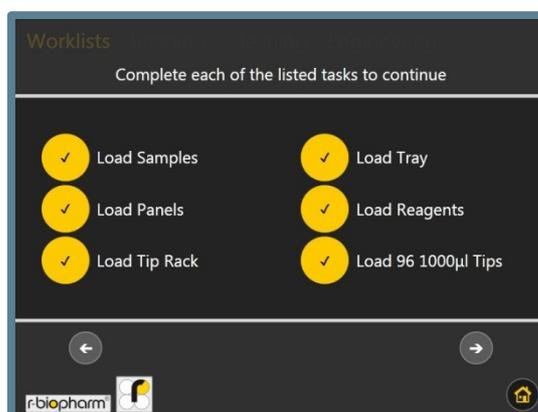 Worklists
Complete each of the listed tasks to continue
Load Samples
Load Tray
Load Panels
Load Reagents
Load Tip Rack
Load 96 1000µl Tips
r-biopharm